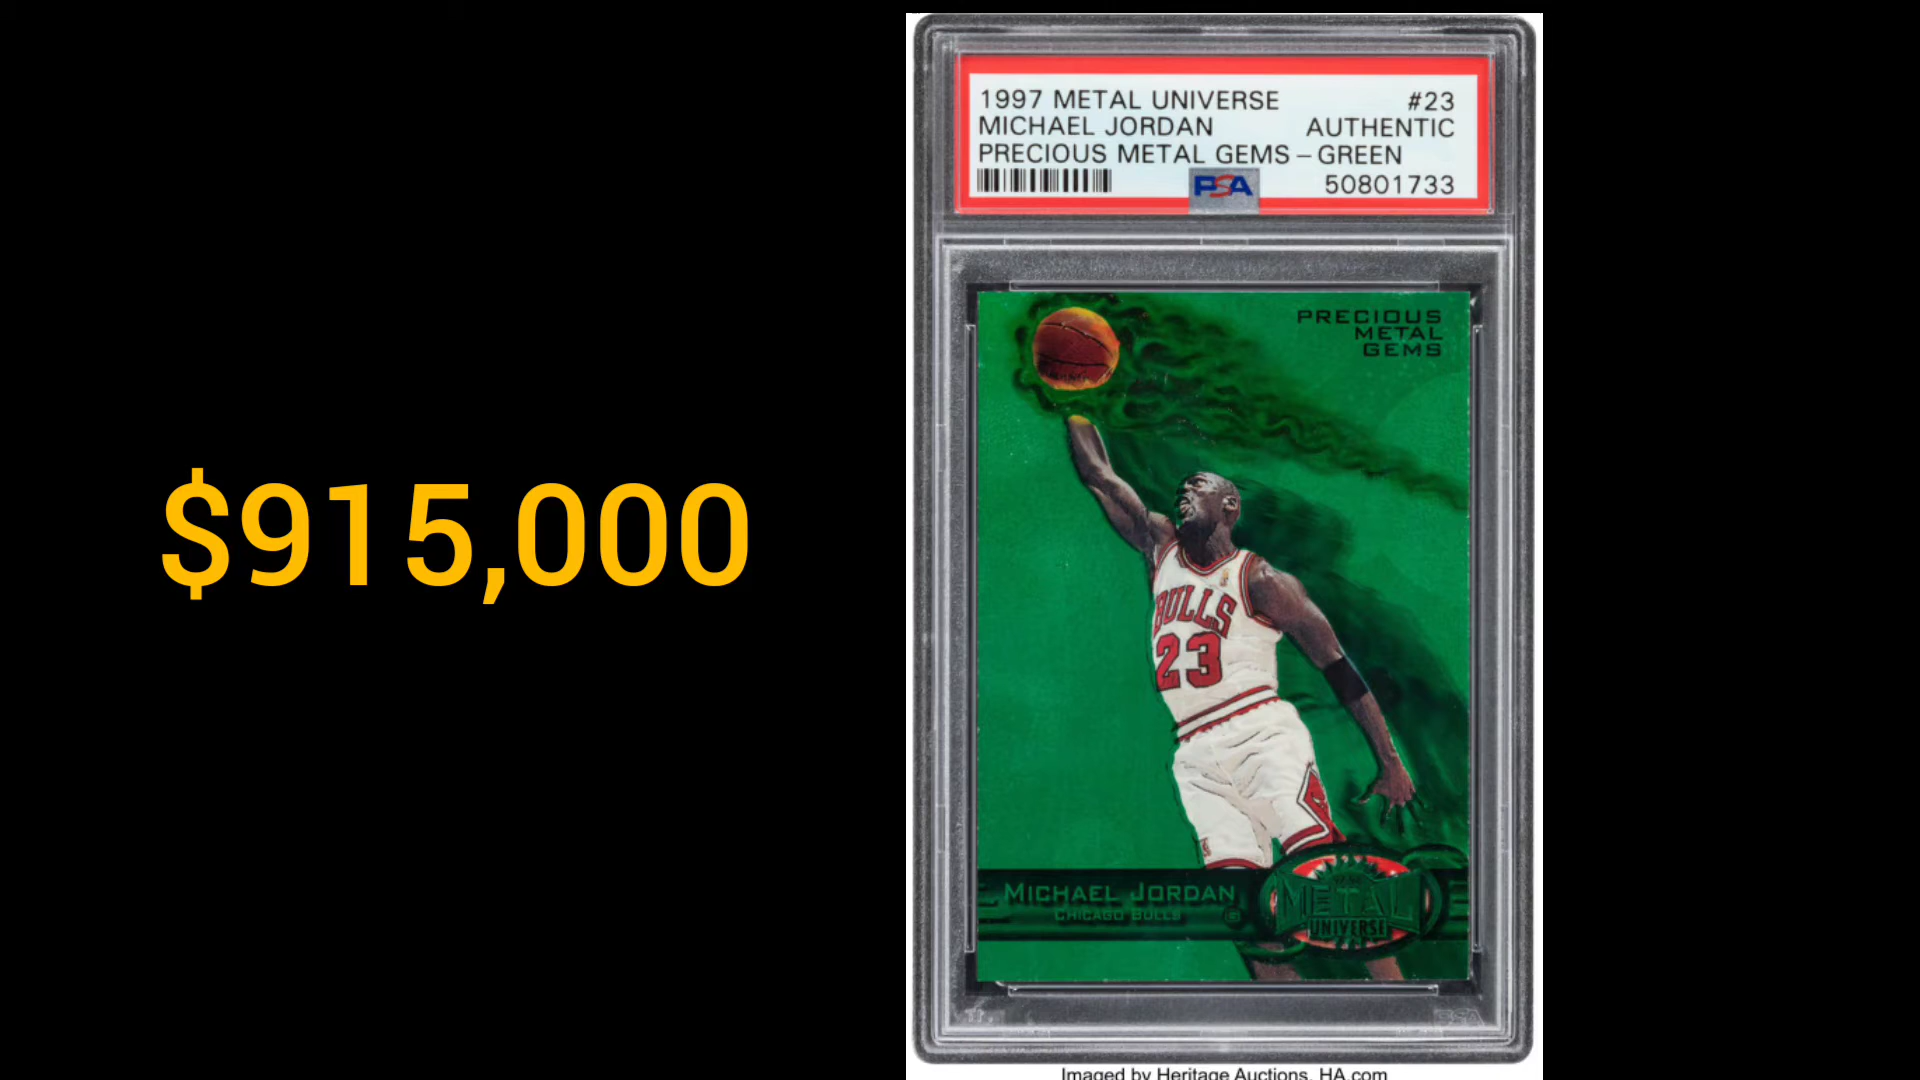 $915,000
1997 METAL UNIVERSE #23
MICHAEL JORDAN AUTHENTIC
PRECIOUS METAL GEMS – GREEN
PSA 50801733
PRECIOUS
METAL
GEMS
BULLS
23
MICHAEL JORDAN
CHICAGO BULLS G
METAL
UNIVERSE
PSA
Imaged by Heritage Auctions, HA.com